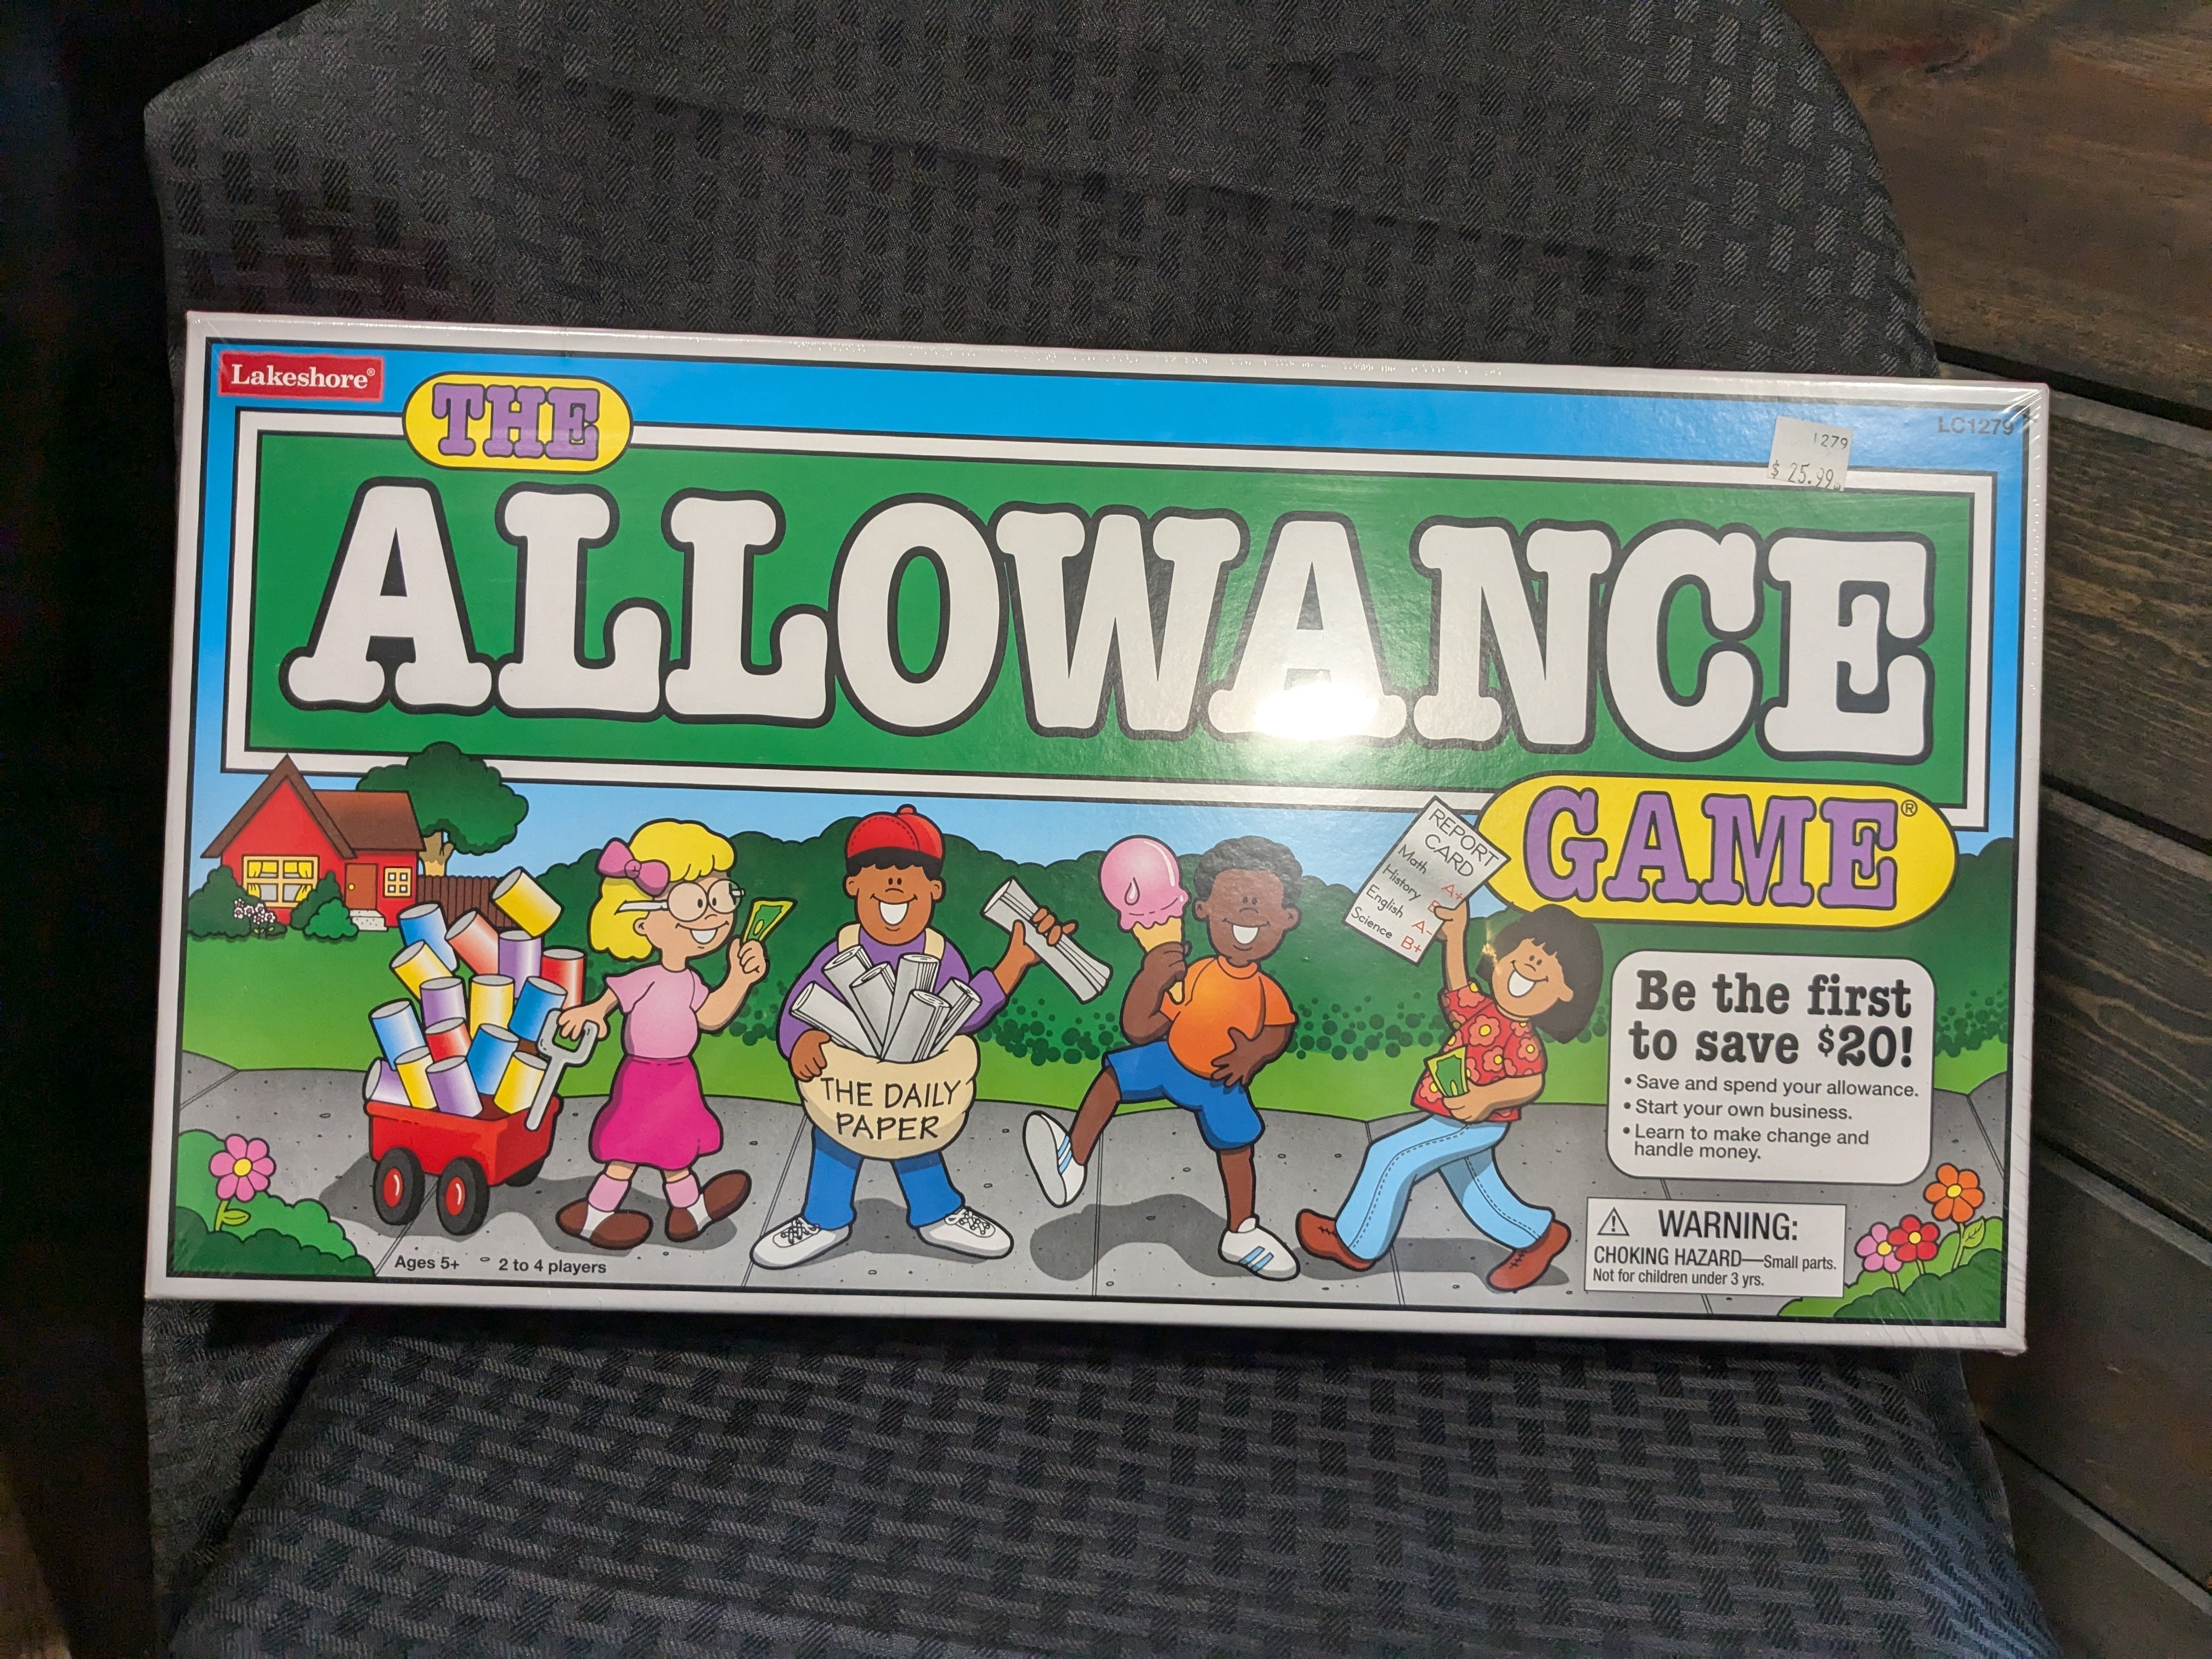 Lakeshore®
THE
LC1279
1279
$ 25.99
ALLOWANCE
GAME®
REPORT
CARD
Math A+
History
English A-
Science B+
THE DAILY
PAPER
Be the first
to save $20!
• Save and spend your allowance.
• Start your own business.
• Learn to make change and
handle money.
WARNING:
CHOKING HAZARD—Small parts.
Not for children under 3 yrs.
Ages 5+ 2 to 4 players